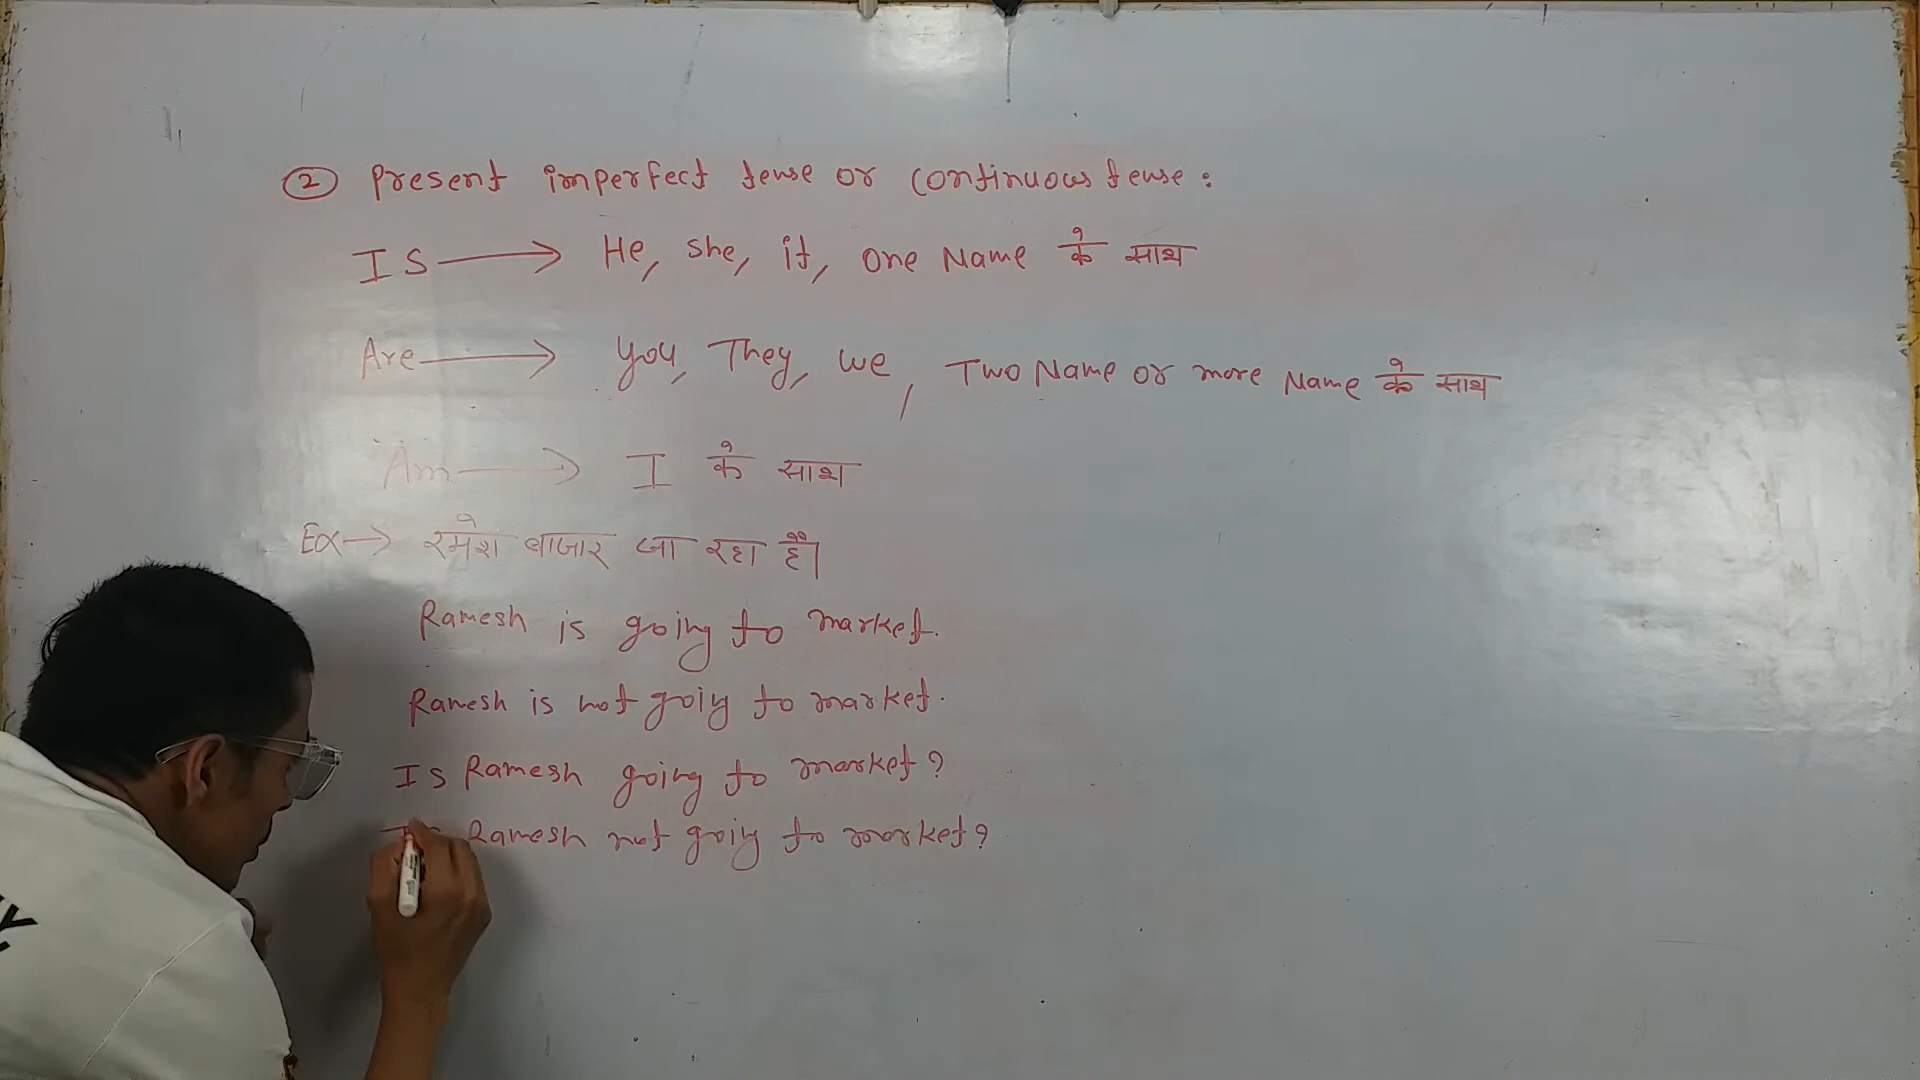 ② Present imperfect tense or continuous tense :
IS → He, she, it, one Name के साथ
Are → you, They, we, Two Name or more Name के साथ
Am → I के साथ
Ex → रमेश बाजार जा रहा है।
Ramesh is going to market.
Ramesh is not going to market.
Is Ramesh going to market?
Ramesh not going to market?